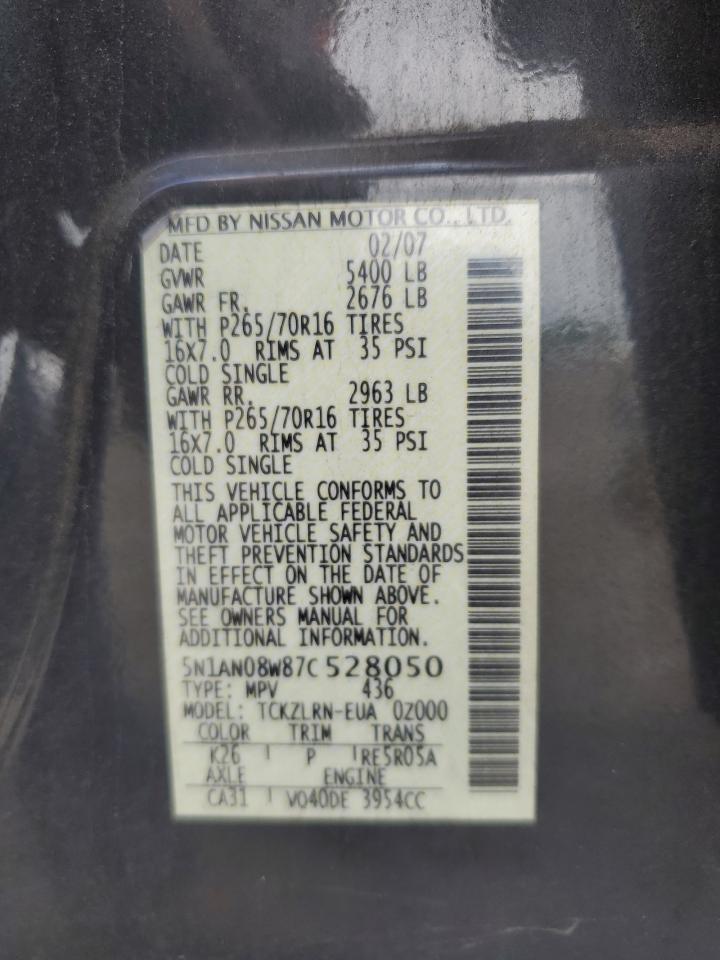 MFD BY NISSAN MOTOR CO., LTD.
DATE 02/07
GVWR 5400 LB
GAWR FR. 2676 LB
WITH P265/70R16 TIRES
16X7.0 RIMS AT 35 PSI
COLD SINGLE
GAWR RR. 2963 LB
WITH P265/70R16 TIRES
16X7.0 RIMS AT 35 PSI
COLD SINGLE
THIS VEHICLE CONFORMS TO
ALL APPLICABLE FEDERAL
MOTOR VEHICLE SAFETY AND
THEFT PREVENTION STANDARDS
IN EFFECT ON THE DATE OF
MANUFACTURE SHOWN ABOVE.
SEE OWNERS MANUAL FOR
ADDITIONAL INFORMATION.
5N1AN08W87C528050
TYPE: MPV 436
MODEL: TCKZLRN-EUA 0Z000
COLOR TRIM TRANS
K26 P RE5R05A
AXLE ENGINE
CA31 VQ40DE 3954CC